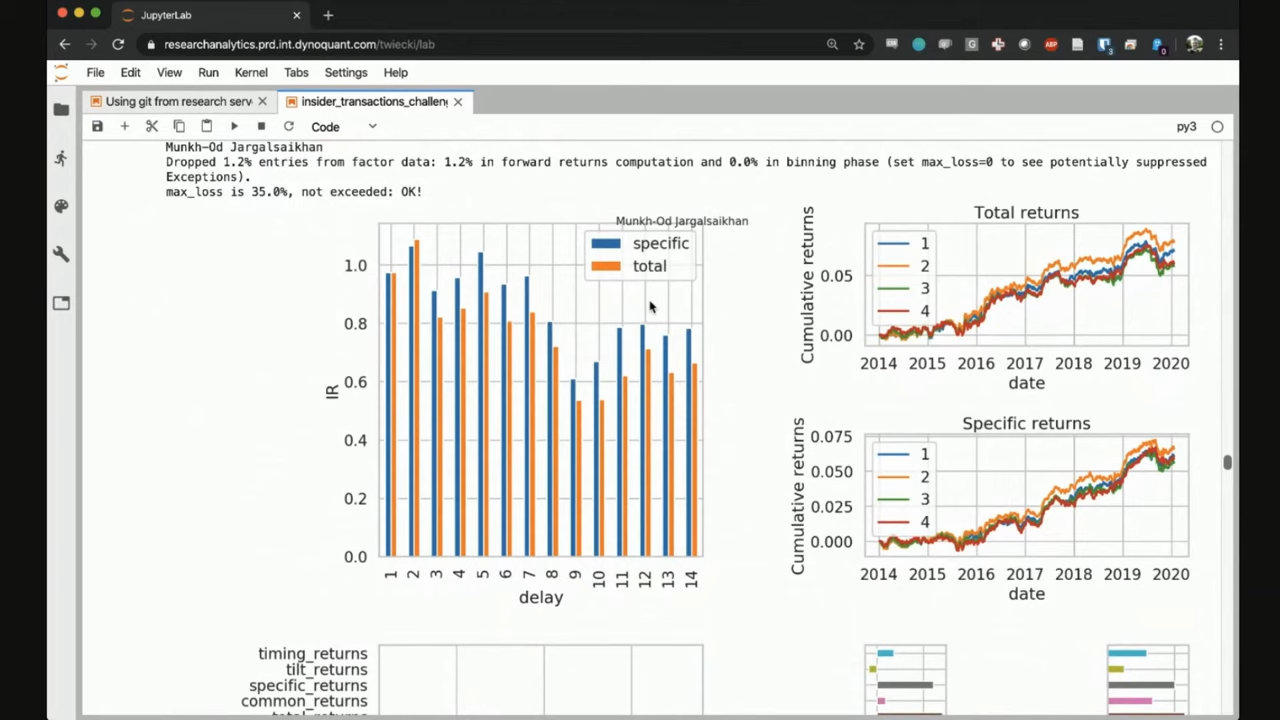 JupyterLab
researchanalytics.prd.int.dynoquant.com/twiecki/lab
File Edit View Run Kernel Tabs Settings Help
Using git from research serv
insider_transactions_challen
Code
py3
Munkh-Od Jargalsaikhan
Dropped 1.2% entries from factor data: 1.2% in forward returns computation and 0.0% in binning phase (set max_loss=0 to see potentially suppressed
Exceptions).
max_loss is 35.0%, not exceeded: OK!
Munkh-Od Jargalsaikhan
specific
total
1.0
0.8
0.6
0.4
0.2
0.0
IR
1 2 3 4 5 6 7 8 9 10 11 12 13 14
delay
Total returns
Cumulative returns
1
2
3
4
0.05
0.00
2014 2015 2016 2017 2018 2019 2020
date
Specific returns
Cumulative returns
1
2
3
4
0.075
0.050
0.025
0.000
2014 2015 2016 2017 2018 2019 2020
date
timing_returns
tilt_returns
specific_returns
common_returns